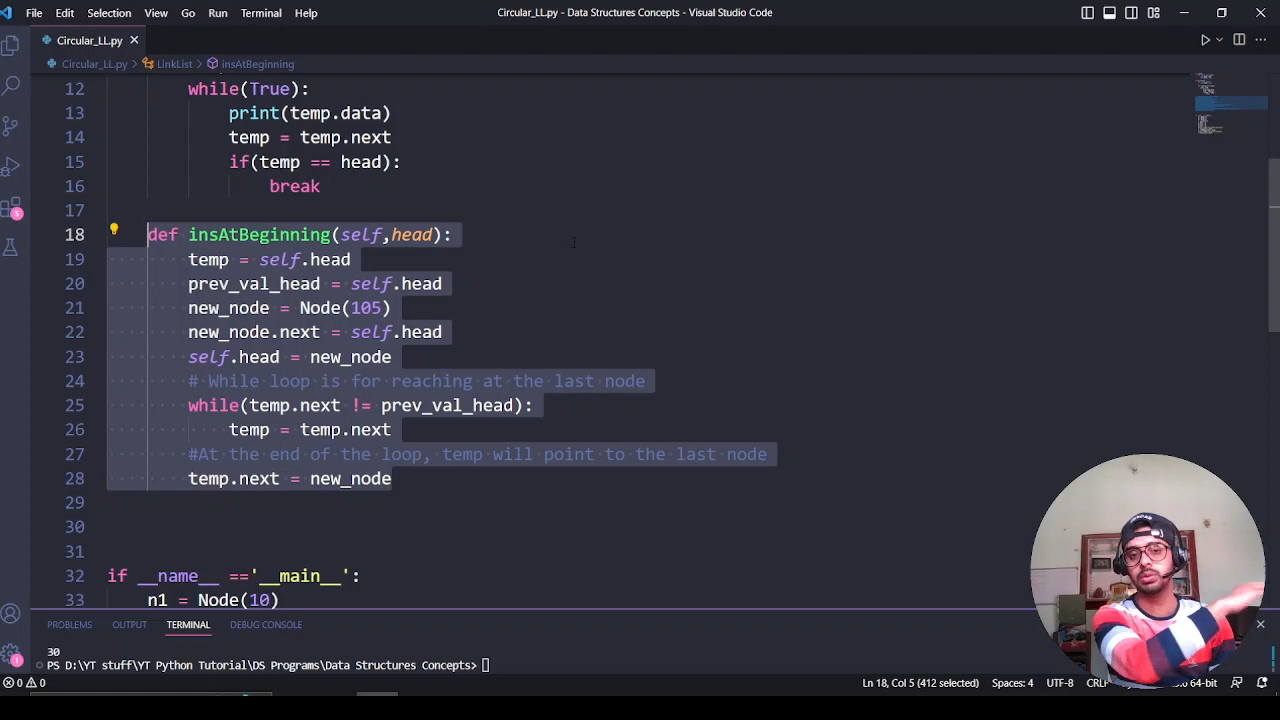 File Edit Selection View Go Run Terminal Help
Circular_LL.py - Data Structures Concepts - Visual Studio Code
Circular_LL.py
Circular_LL.py > LinkList > insAtBeginning
12 while(True):
13 print(temp.data)
14 temp = temp.next
15 if(temp == head):
16 break
17
18 def insAtBeginning(self,head):
19 temp = self.head
20 prev_val_head = self.head
21 new_node = Node(105)
22 new_node.next = self.head
23 self.head = new_node
24 # While loop is for reaching at the last node
25 while(temp.next != prev_val_head):
26 temp = temp.next
27 #At the end of the loop, temp will point to the last node
28 temp.next = new_node
29
30
31
32 if __name__ =='__main__':
33 n1 = Node(10)
PROBLEMS OUTPUT TERMINAL DEBUG CONSOLE
30
PS D:\YT stuff\YT Python Tutorial\DS Programs\Data Structures Concepts>
0 0 Ln 18, Col 5 (412 selected) Spaces: 4 UTF-8 CRLF 64-bit